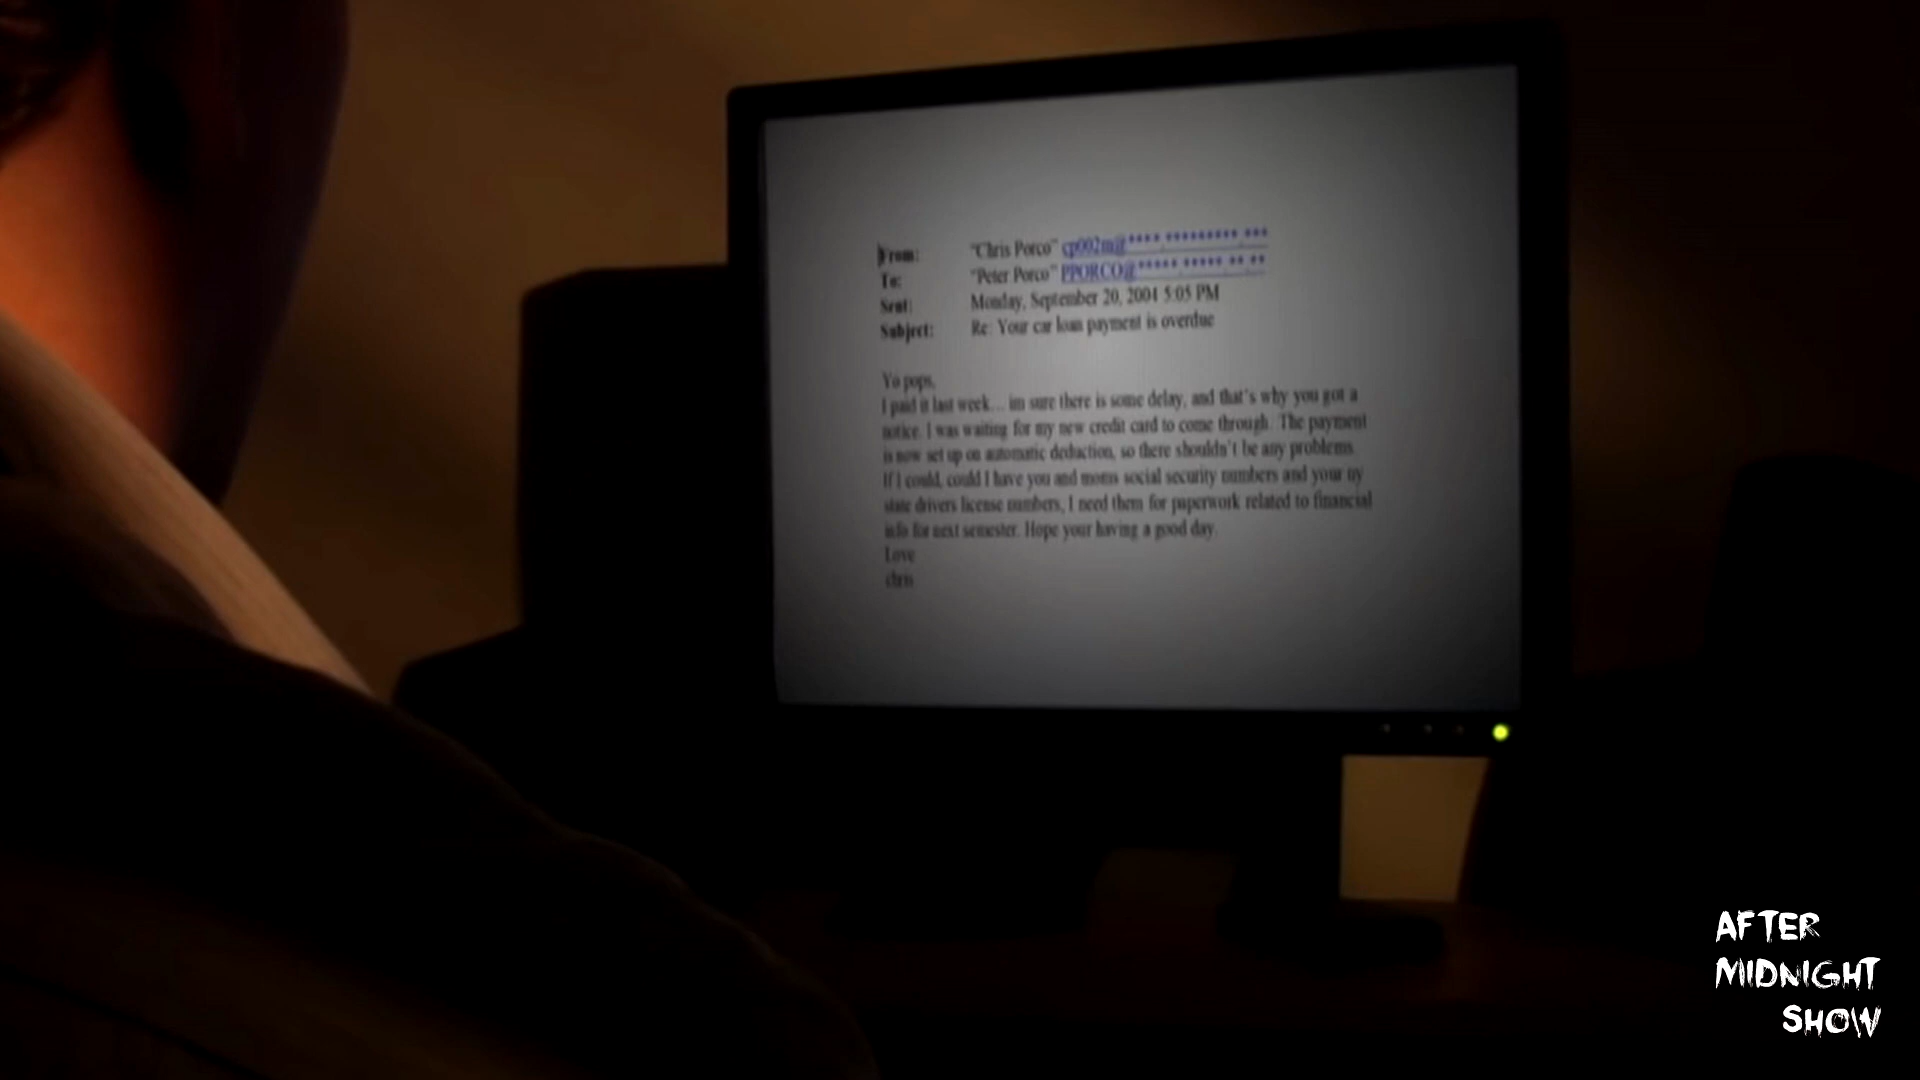 From: "Chris Porco" cp002m@**** ********* ***
To: "Peter Porco" PPORCO@***** ***** ** **
Sent: Monday, September 20, 2004 5:05 PM
Subject: Re: Your car loan payment is overdue
Yo pops,
I paid it last week... im sure there is some delay, and that's why you got a
notice. I was waiting for my new credit card to come through. The payment
is now set up on automatic deduction, so there shouldn't be any problems.
If I could, could I have you and moms social security numbers and your ny
state drivers license numbers, I need them for paperwork related to financial
info for next semester. Hope your having a good day.
Love
chris
AFTER
MIDNIGHT
SHOW